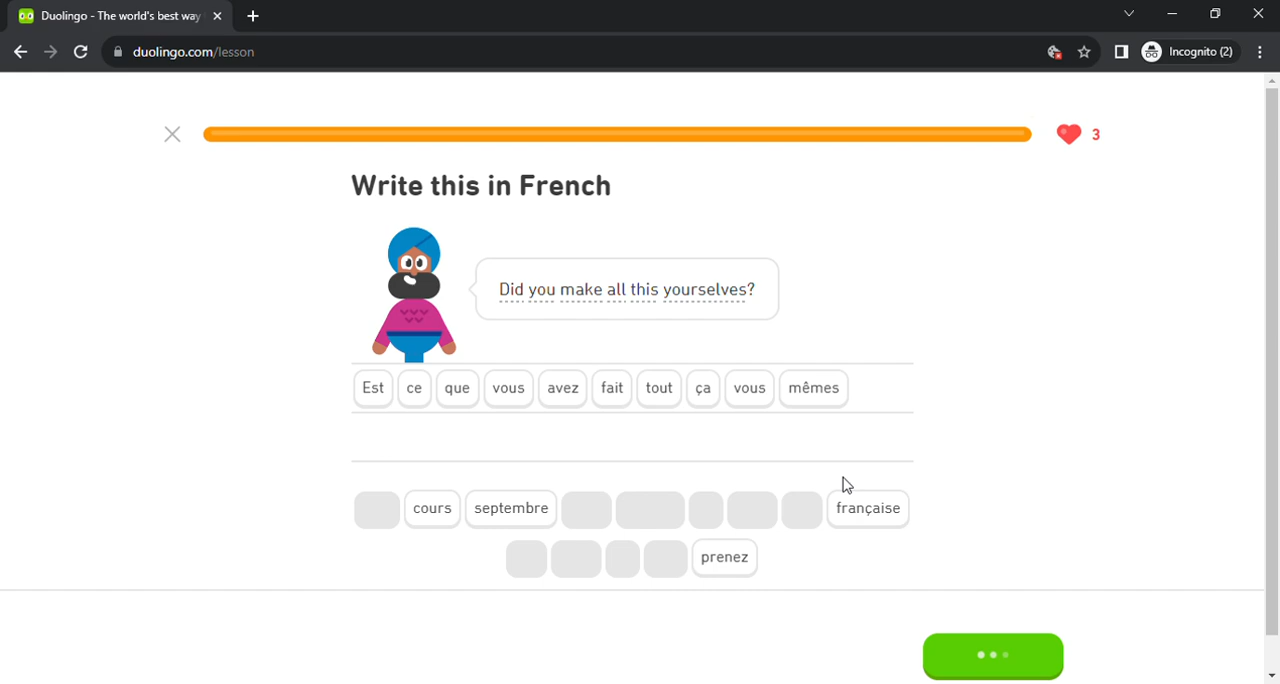 Duolingo - The world's best way
duolingo.com/lesson
Incognito (2)
3
Write this in French
Did you make all this yourselves?
Est ce que vous avez fait tout ça vous mêmes
cours septembre française
prenez